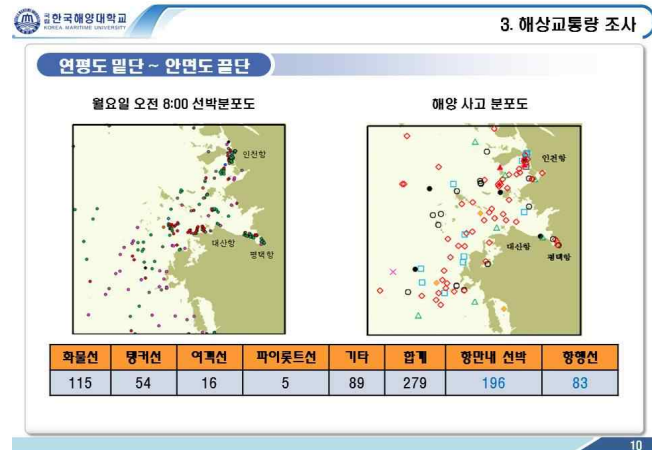 국립 한국해양대학교
KOREA MARITIME UNIVERSITY
3. 해상교통량 조사
연평도 밑단 ~ 안면도 끝단
월요일 오전 8:00 선박분포도
해양 사고 분포도
인천항
대산항
평택항
인천항
대산항
평택항
화물선 탱커선 여객선 파이롯트선 기타 합계 항만내 선박 항행선
115 54 16 5 89 279 196 83
10